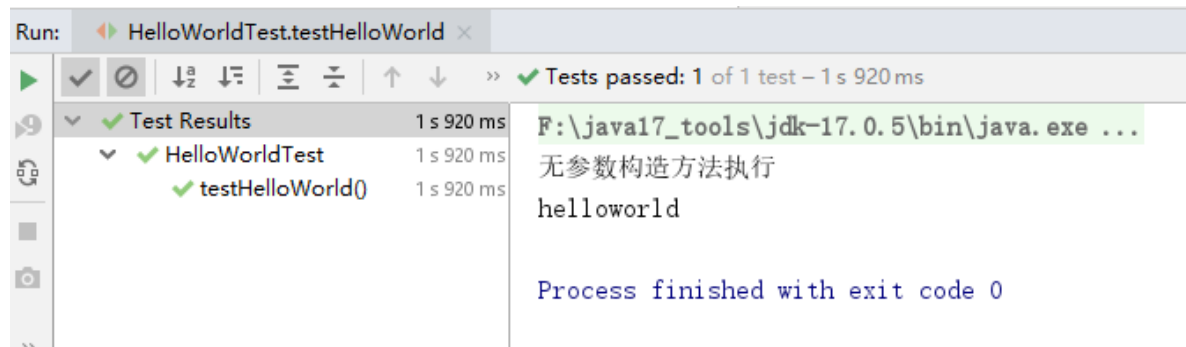 Run: HelloWorldTest.testHelloWorld ×
» Tests passed: 1 of 1 test – 1 s 920 ms
Test Results 1 s 920 ms
HelloWorldTest 1 s 920 ms
testHelloWorld() 1 s 920 ms
F:\java17_tools\jdk-17.0.5\bin\java.exe ...
无参数构造方法执行
helloworld
Process finished with exit code 0